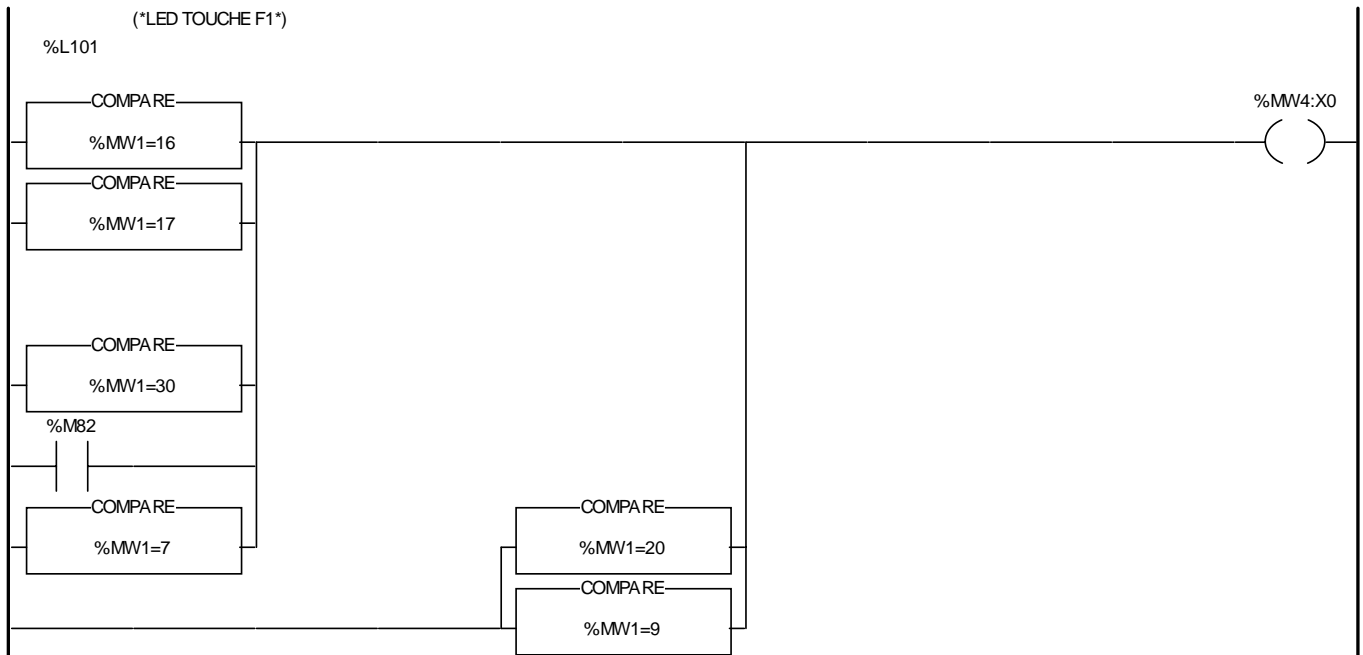 (*LED TOUCHE F1*)
%L101
COMPARE
%MW4:X0
%MW1=16
COMPARE
%MW1=17
COMPARE
%MW1=30
%M82
COMPARE
COMPARE
%MW1=7
%MW1=20
COMPARE
%MW1=9